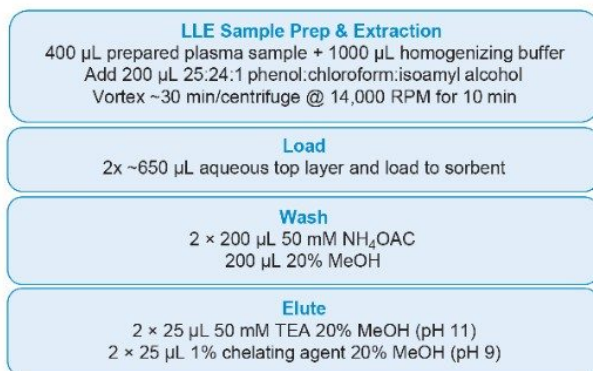 LLE Sample Prep & Extraction
400 µL prepared plasma sample + 1000 µL homogenizing buffer
Add 200 µL 25:24:1 phenol:chloroform:isoamyl alcohol
Vortex ~30 min/centrifuge @ 14,000 RPM for 10 min
Load
2x ~650 µL aqueous top layer and load to sorbent
Wash
2 × 200 µL 50 mM NH₄OAC
200 µL 20% MeOH
Elute
2 × 25 µL 50 mM TEA 20% MeOH (pH 11)
2 × 25 µL 1% chelating agent 20% MeOH (pH 9)